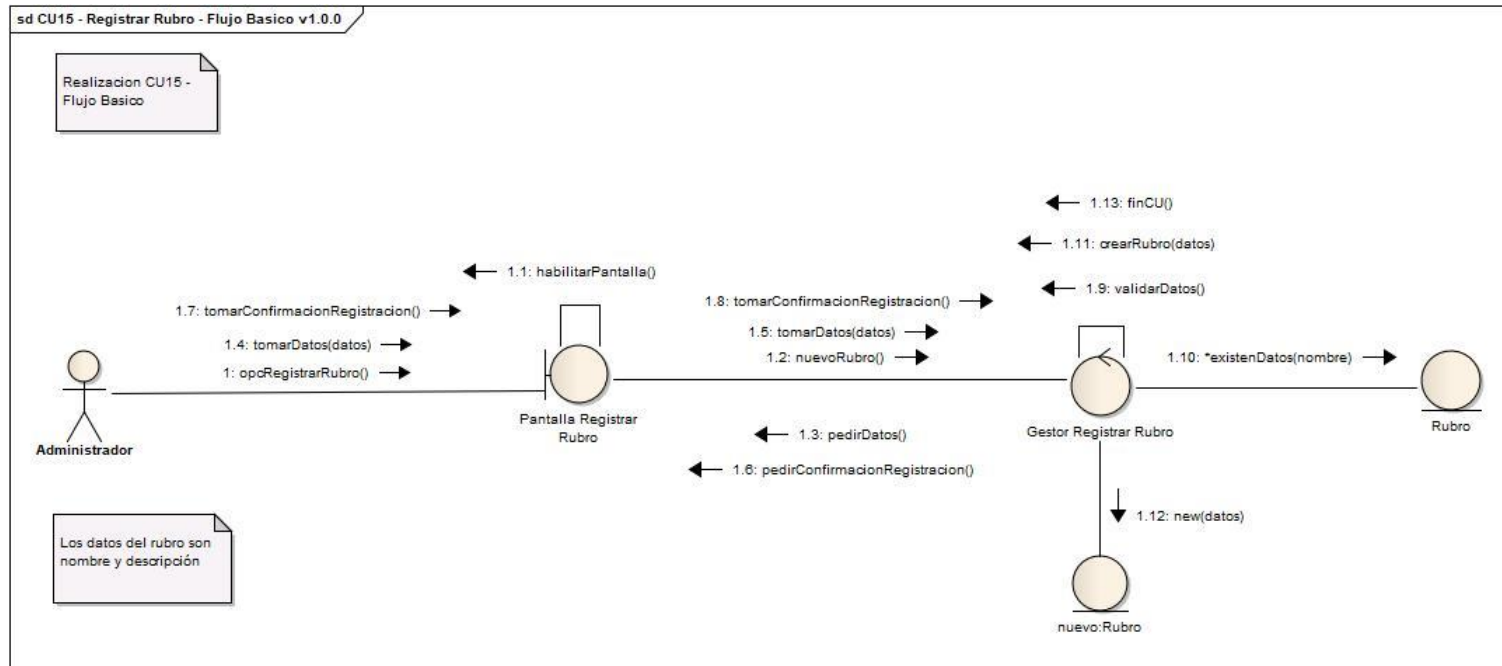 sd CU15 - Registrar Rubro - Flujo Basico v1.0.0
Realizacion CU15 -
Flujo Basico
1.13: finCU()
1.11: crearRubro(datos)
1.1: habilitarPantalla()
1.9: validarDatos()
1.7: tomarConfirmacionRegistracion()
1.8: tomarConfirmacionRegistracion()
1.4: tomarDatos(datos)
1.5: tomarDatos(datos)
1: opcRegistrarRubro()
1.2: nuevoRubro()
1.10: *existenDatos(nombre)
Administrador
Pantalla Registrar
Rubro
Gestor Registrar Rubro
Rubro
1.3: pedirDatos()
1.6: pedirConfirmacionRegistracion()
1.12: new(datos)
Los datos del rubro son
nombre y descripción
nuevo:Rubro